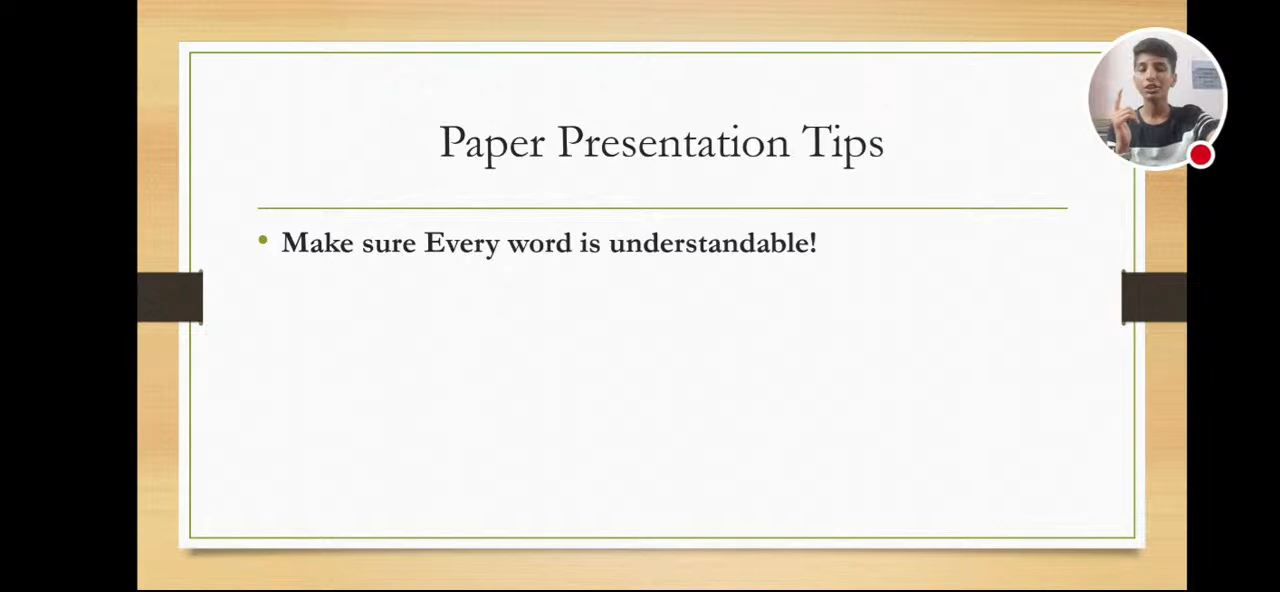 Paper Presentation Tips
• Make sure Every word is understandable!